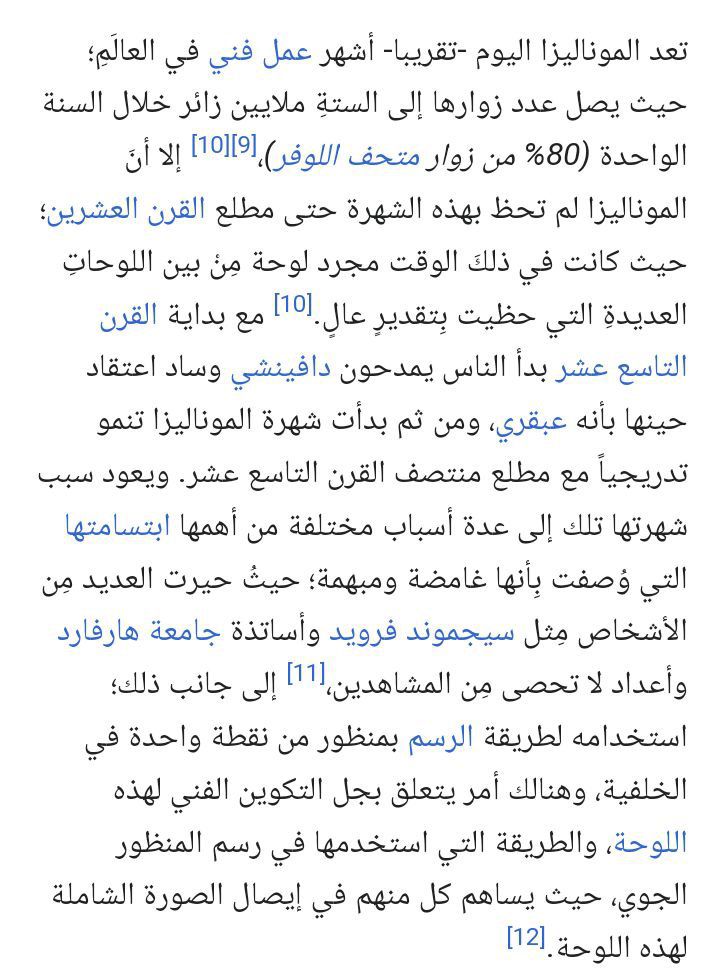 تعد الموناليزا اليوم -تقريبا- أشهر عمل فني في العالَمِ؛
حيث يصل عدد زوارها إلى الستةِ ملايين زائر خلال السنة
الواحدة (80% من زوار متحف اللوفر)،[9][10] إلا أنَ
الموناليزا لم تحظ بهذه الشهرة حتى مطلع القرن العشرين؛
حيث كانت في ذلكَ الوقت مجرد لوحة مِنْ بين اللوحاتِ
العديدةِ التي حظيت بِتقديرٍ عالٍ.[10] مع بداية القرن
التاسع عشر بدأ الناس يمدحون دافينشي وساد اعتقاد
حينها بأنه عبقري، ومن ثم بدأت شهرة الموناليزا تنمو
تدريجياً مع مطلع منتصف القرن التاسع عشر. ويعود سبب
شهرتها تلك إلى عدة أسباب مختلفة من أهمها ابتسامتها
التي وُصفت بِأنها غامضة ومبهمة؛ حيثُ حيرت العديد مِن
الأشخاص مِثل سيجموند فرويد وأساتذة جامعة هارفارد
وأعداد لا تحصى مِن المشاهدين،[11] إلى جانب ذلك؛
استخدامه لطريقة الرسم بمنظور من نقطة واحدة في
الخلفية، وهنالك أمر يتعلق بجل التكوين الفني لهذه
اللوحة، والطريقة التي استخدمها في رسم المنظور
الجوي، حيث يساهم كل منهم في إيصال الصورة الشاملة
لهذه اللوحة.[12]